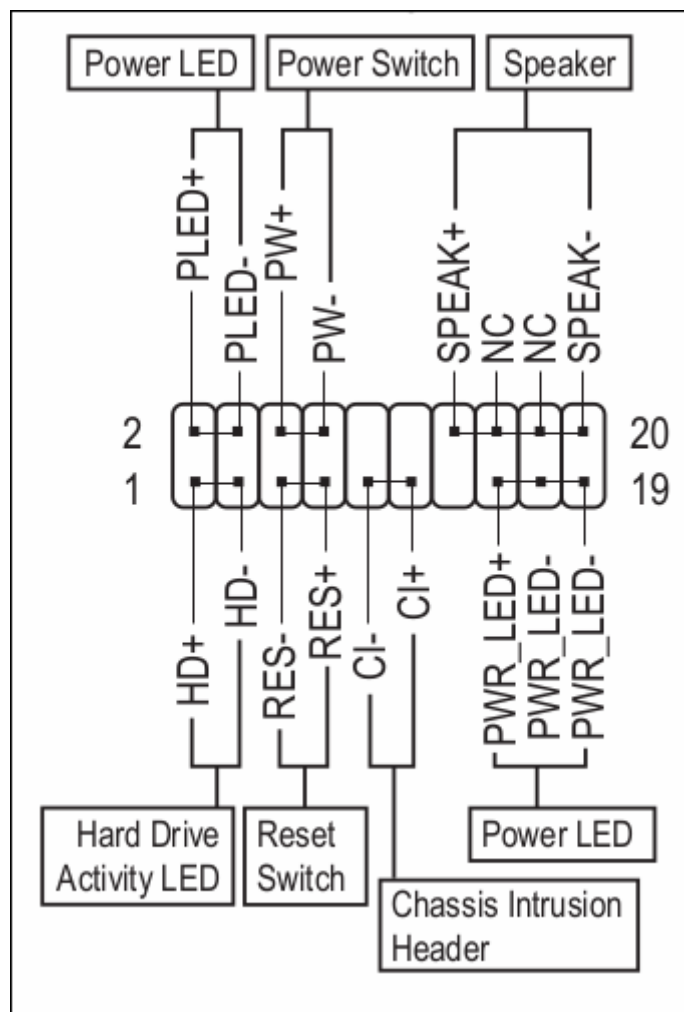 Power LED
Power Switch
Speaker
PLED+
PLED-
PW+
PW-
SPEAK+
NC
NC
SPEAK-
2
20
1
19
HD+
HD-
RES-
RES+
CI-
CI+
PWR_LED+
PWR_LED-
PWR_LED-
Hard Drive
Activity LED
Reset
Switch
Power LED
Chassis Intrusion
Header